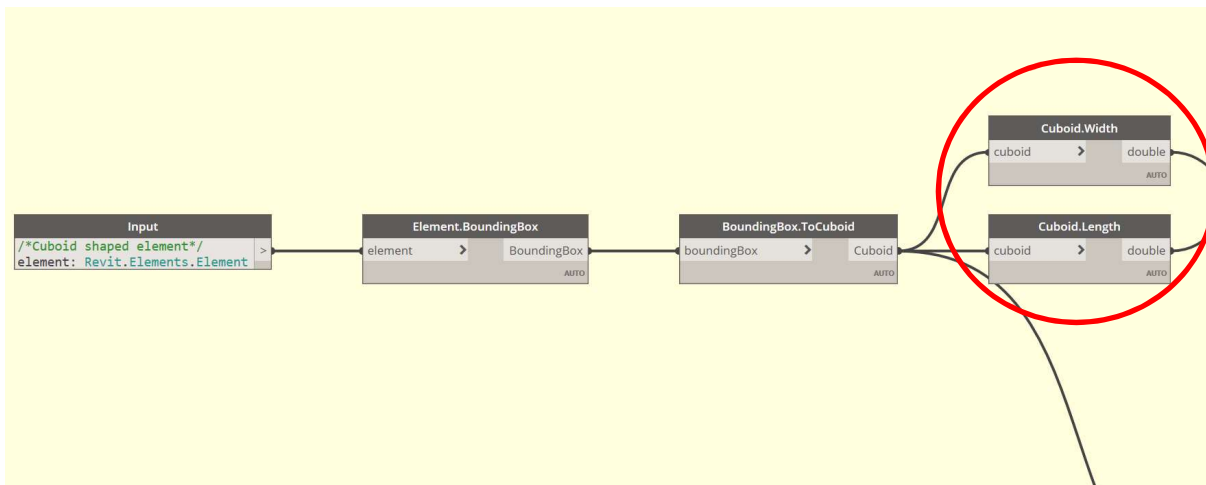 Cuboid.Width
cuboid > double
AUTO
Input
/*Cuboid shaped element*/
element: Revit.Elements.Element >
Element.BoundingBox
element > BoundingBox
AUTO
BoundingBox.ToCuboid
boundingBox > Cuboid
AUTO
Cuboid.Length
cuboid > double
AUTO